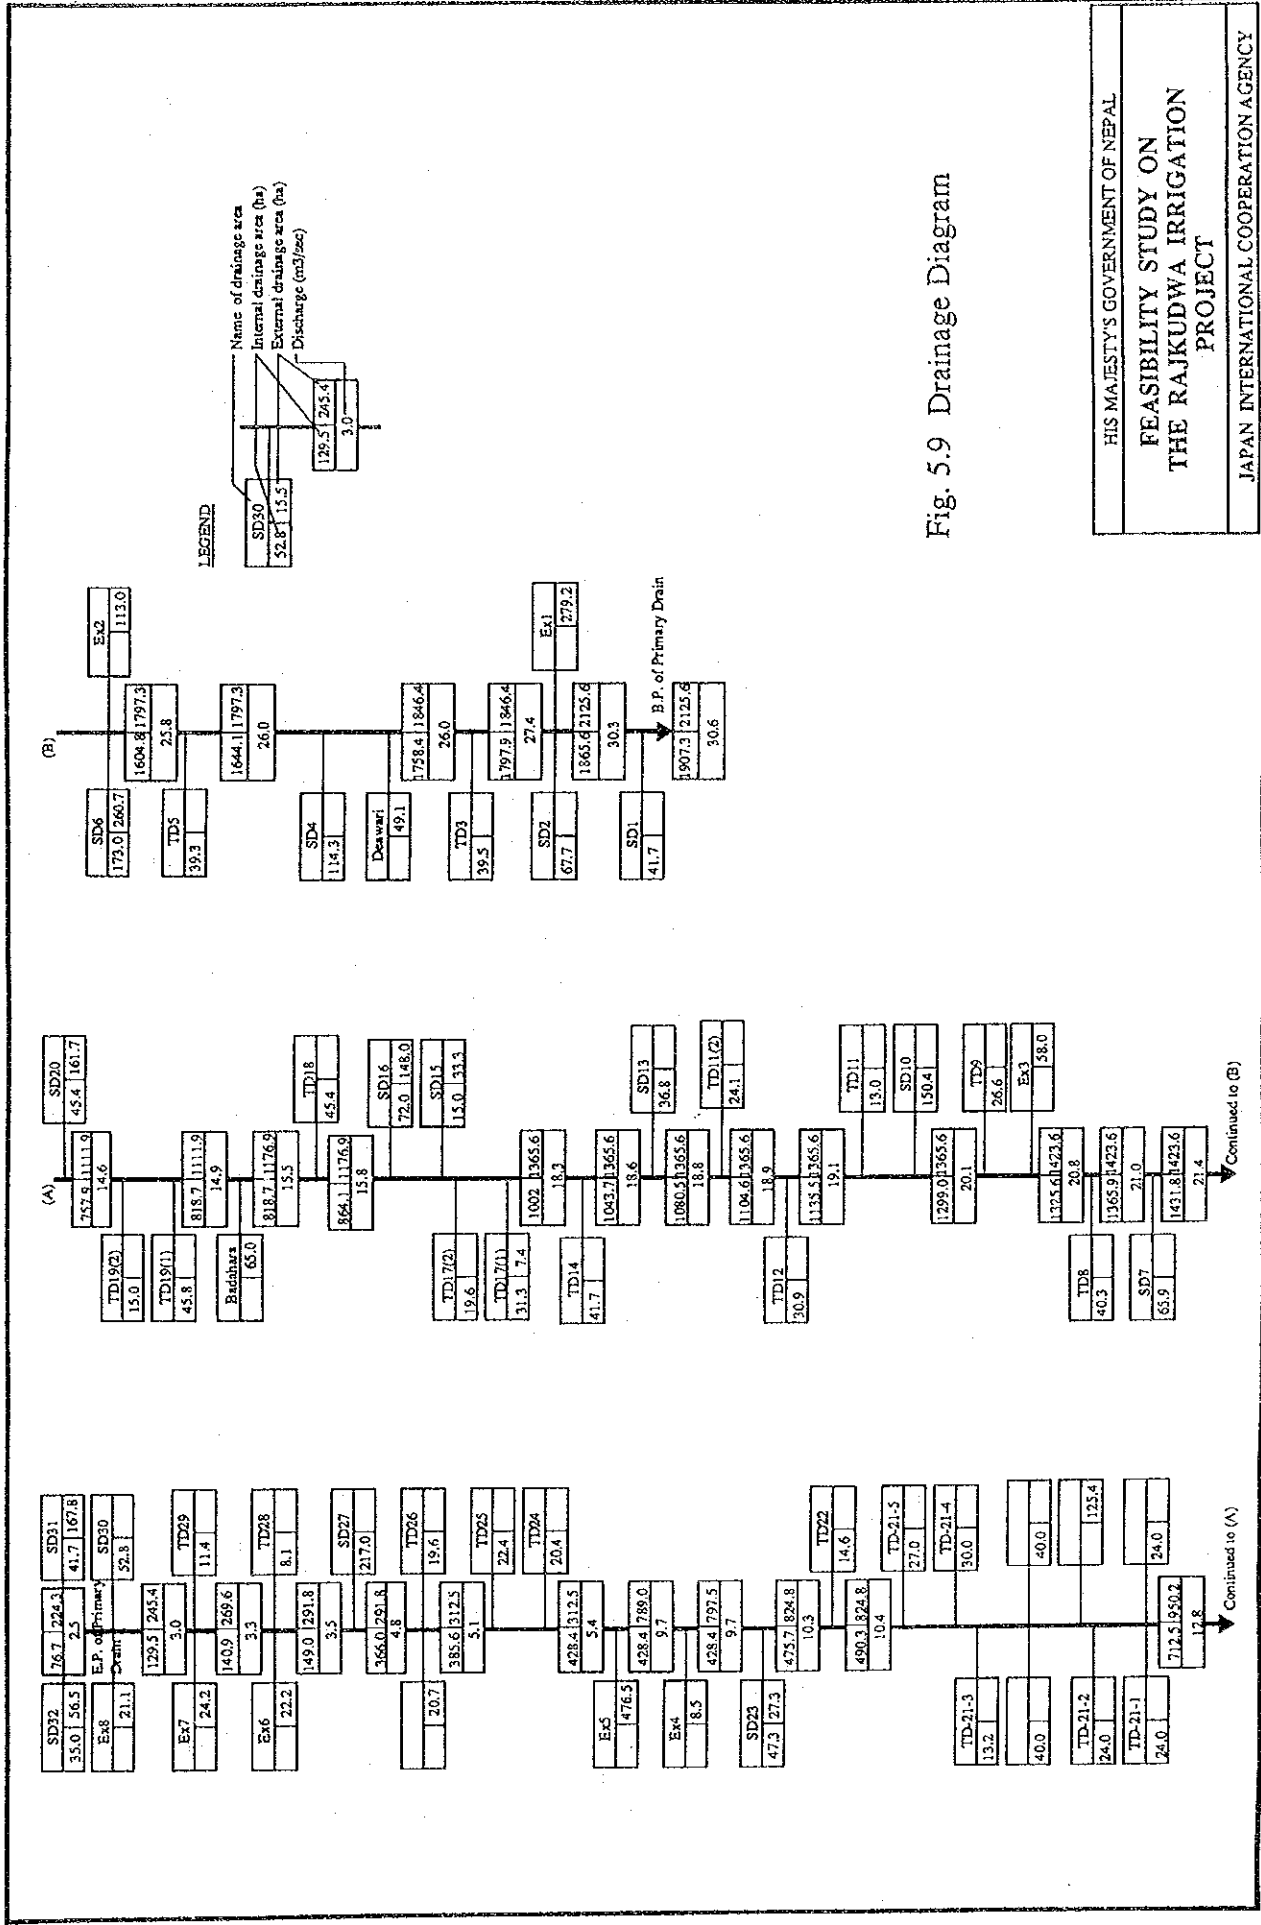 SD32
35.0 56.5
76.7 224.3
2.5
SD31
41.7 167.8
Ex8
21.1
E.P. of Primary
Drain
SD30
52.8
129.5 245.4
3.0
Ex7
24.2
TD29
11.4
140.9 269.6
3.3
Ex6
22.2
TD28
8.1
149.0 291.8
3.5
SD27
217.0
366.0 291.8
4.8
20.7
TD26
19.6
385.6 312.5
5.1
TD25
22.4
TD24
20.4
428.4 312.5
5.4
Ex5
476.5
428.4 789.0
9.7
Ex4
8.5
428.4 797.5
9.7
SD23
47.3 27.3
475.7 824.8
10.3
TD22
14.6
490.3 824.8
10.4
TD-21-5
27.0
TD-21-4
30.0
TD-21-3
13.2
40.0
40.0
TD-21-2
24.0
125.4
TD-21-1
24.0
24.0
712.5 950.2
12.8
Continued to (A)
(A)
SD20
45.4 161.7
757.9 1111.9
14.6
TD19(2)
15.0
TD19(1)
45.8
818.7 1111.9
14.9
Badahara
65.0
818.7 1176.9
15.5
TD18
45.4
864.1 1176.9
15.8
SD16
72.0 148.0
SD15
15.0 33.3
TD17(2)
19.6
TD17(1)
31.3 7.4
1002 1365.6
18.3
TD14
41.7
1043.7 1365.6
18.6
SD13
36.8
1080.5 1365.6
18.8
TD11(2)
24.1
1104.6 1365.6
18.9
TD12
30.9
1135.5 1365.6
19.1
TD11
13.0
SD10
150.4
1299.0 1365.6
20.1
TD9
26.6
Ex3
58.0
1325.6 1423.6
20.8
TD8
40.3
1365.9 1423.6
21.0
SD7
65.9
1431.8 1423.6
21.4
Continued to (B)
(B)
SD6
173.0 260.7
Ex2
113.0
1604.8 1797.3
25.8
TD5
39.3
1644.1 1797.3
26.0
SD4
114.3
Deawari
49.1
1758.4 1846.4
26.0
TD3
39.5
1797.9 1846.4
27.4
SD2
67.7
Ex1
279.2
1865.6 2125.6
30.3
SD1
41.7
B.P. of Primary Drain
1907.3 2125.6
30.6
LEGEND
SD30
52.8 15.5
129.5 245.4
3.0
Name of drainage area
Internal drainage area (ha)
External drainage area (ha)
Discharge (m3/sec)
Fig. 5.9 Drainage Diagram
HIS MAJESTY'S GOVERNMENT OF NEPAL
FEASIBILITY STUDY ON
THE RAJKUDWA IRRIGATION
PROJECT
JAPAN INTERNATIONAL COOPERATION AGENCY